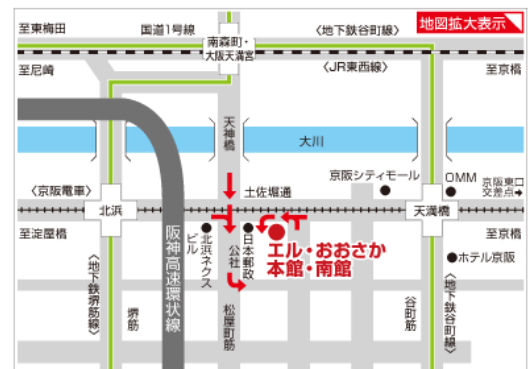 至東梅田
国道1号線
〈地下鉄谷町線〉
地図拡大表示
南森町・
大阪天満宮
至尼崎
〈JR東西線〉
至京橋
天神橋
大川
京阪シティモール
OMM
京阪東口
交差点→
〈京阪電車〉
土佐堀通
北浜
天満橋
至淀屋橋
至京橋
阪神高速環状線
北浜ネクス
ビル
公社
日本郵政
エル・おおさか
本館・南館
ホテル京阪
〈地下鉄堺筋線〉
堺筋
松屋町筋
谷町筋
〈地下鉄谷町線〉